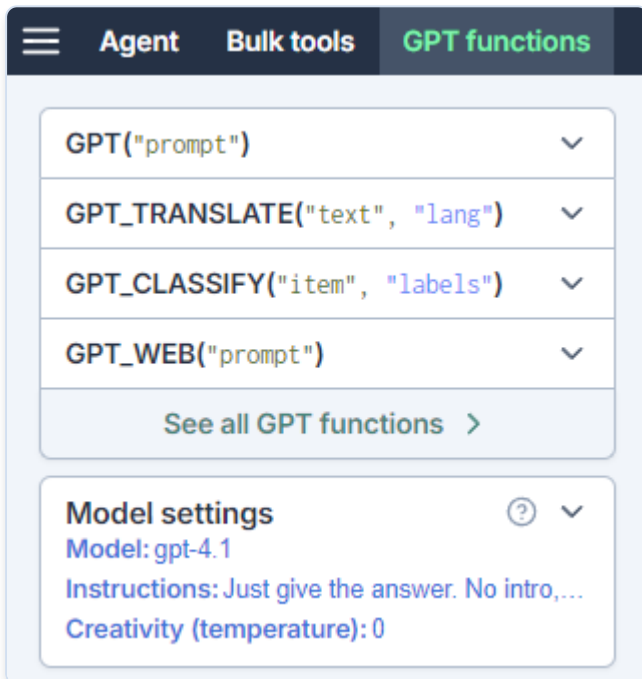 Agent Bulk tools GPT functions
GPT("prompt")
GPT_TRANSLATE("text", "lang")
GPT_CLASSIFY("item", "labels")
GPT_WEB("prompt")
See all GPT functions
Model settings
Model: gpt-4.1
Instructions: Just give the answer. No intro,...
Creativity (temperature): 0